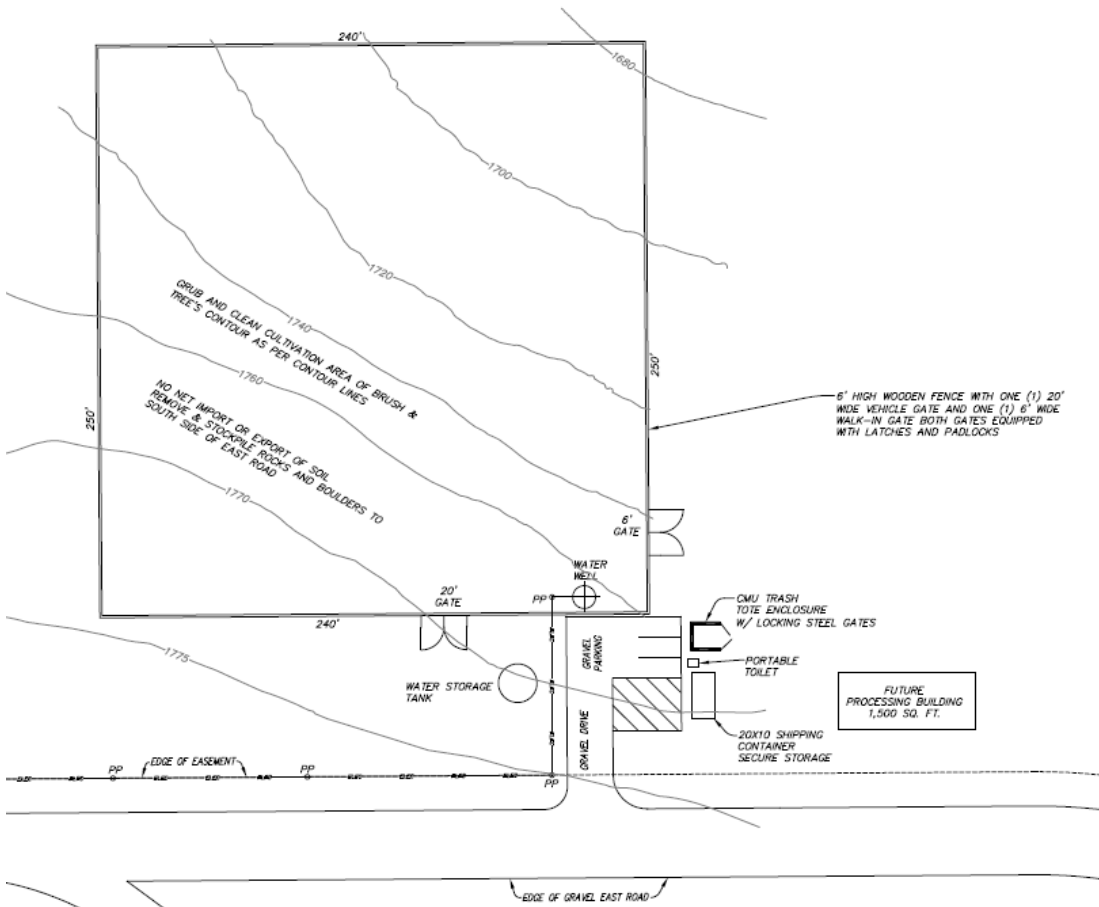 240'
1680
1700
1720
GRUB AND CLEAN CULTIVATION AREA OF BRUSH &
TREE'S CONTOUR AS PER CONTOUR LINES
1740
250'
1760
NO NET IMPORT OR EXPORT OF SOIL
REMOVE & STOCKPILE ROCKS AND BOULDERS TO
SOUTH SIDE OF EAST ROAD
250'
6' HIGH WOODEN FENCE WITH ONE (1) 20'
WIDE VEHICLE GATE AND ONE (1) 6' WIDE
WALK-IN GATE BOTH GATES EQUIPPED
WITH LATCHES AND PADLOCKS
1770
6'
GATE
WATER
WELL
20'
GATE
PP
CMU TRASH
TOTE ENCLOSURE
W/ LOCKING STEEL GATES
240'
1775
GRAVEL
PARKING
PORTABLE
TOILET
WATER STORAGE
TANK
FUTURE
PROCESSING BUILDING
1,500 SQ. FT.
GRAVEL DRIVE
20X10 SHIPPING
CONTAINER
SECURE STORAGE
EDGE OF EASEMENT
PP
PP
PP
EDGE OF GRAVEL EAST ROAD